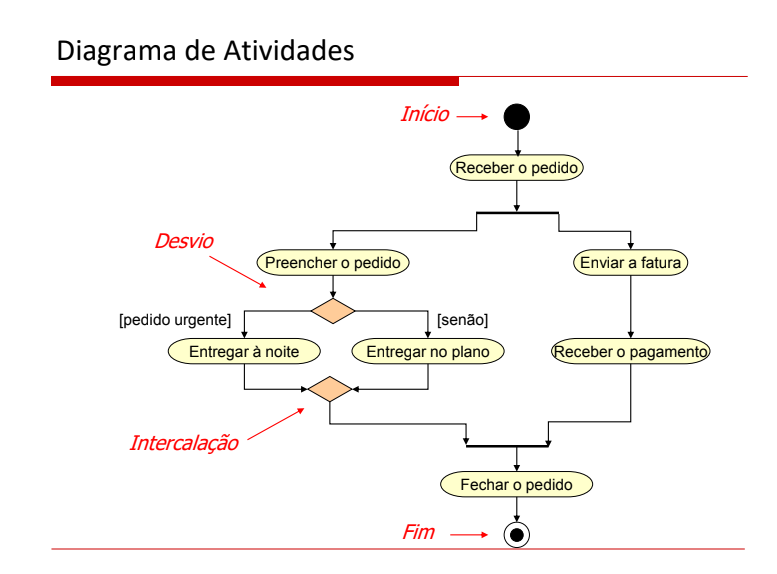 Diagrama de Atividades
Início
Receber o pedido
Desvio
Preencher o pedido
Enviar a fatura
[pedido urgente]
[senão]
Entregar à noite
Entregar no plano
Receber o pagamento
Intercalação
Fechar o pedido
Fim